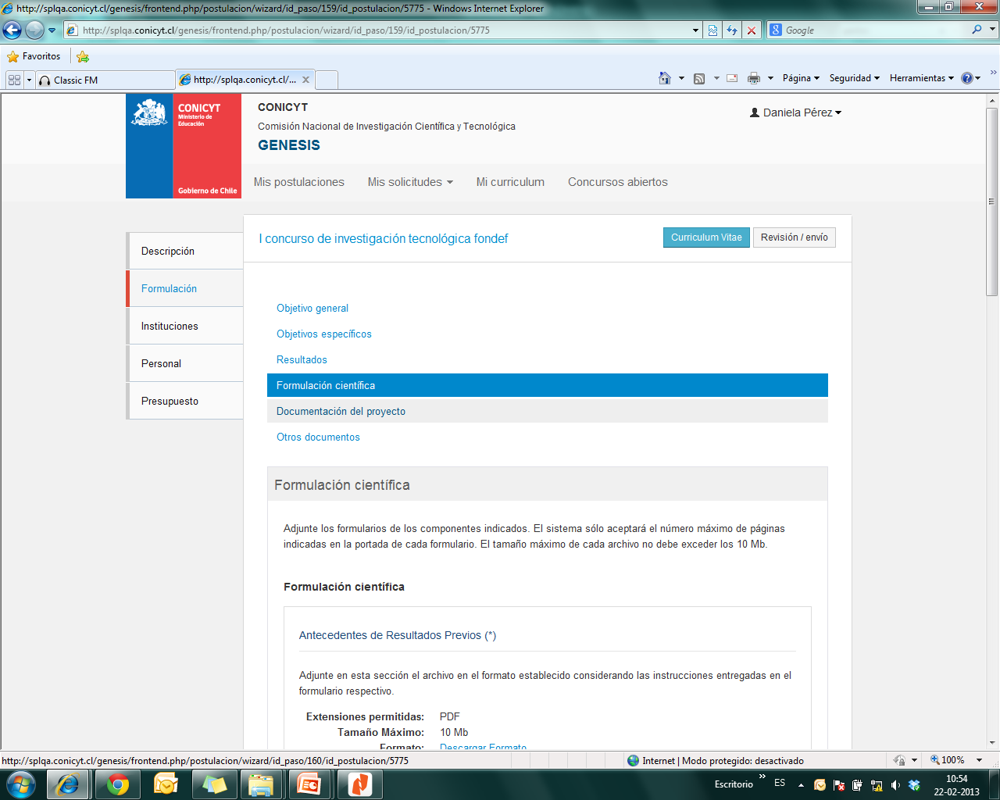 http://splqa.conicyt.cl/genesis/frontend.php/postulacion/wizard/id_paso/159/id_postulacion/5775 - Windows Internet Explorer
http://splqa.conicyt.cl/genesis/frontend.php/postulacion/wizard/id_paso/159/id_postulacion/5775
Google
Favoritos
Classic FM
http://splqa.conicyt.cl/...
Página
Seguridad
Herramientas
CONICYT
Ministerio de
Educación
Gobierno de Chile
CONICYT
Comisión Nacional de Investigación Científica y Tecnológica
GENESIS
Daniela Pérez
Mis postulaciones
Mis solicitudes
Mi curriculum
Concursos abiertos
Descripción
Formulación
Instituciones
Personal
Presupuesto
I concurso de investigación tecnológica fondef
Curriculum Vitae
Revisión / envío
Objetivo general
Objetivos específicos
Resultados
Formulación científica
Documentación del proyecto
Otros documentos
Formulación científica
Adjunte los formularios de los componentes indicados. El sistema sólo aceptará el número máximo de páginas
indicadas en la portada de cada formulario. El tamaño máximo de cada archivo no debe exceder los 10 Mb.
Formulación científica
Antecedentes de Resultados Previos (*)
Adjunte en esta sección el archivo en el formato establecido considerando las instrucciones entregadas en el
formulario respectivo.
Extensiones permitidas: PDF
Tamaño Máximo: 10 Mb
Formato: Descargar Formato
http://splqa.conicyt.cl/genesis/frontend.php/postulacion/wizard/id_paso/160/id_postulacion/5775
Internet | Modo protegido: desactivado
100%
Escritorio
ES
10:54
22-02-2013